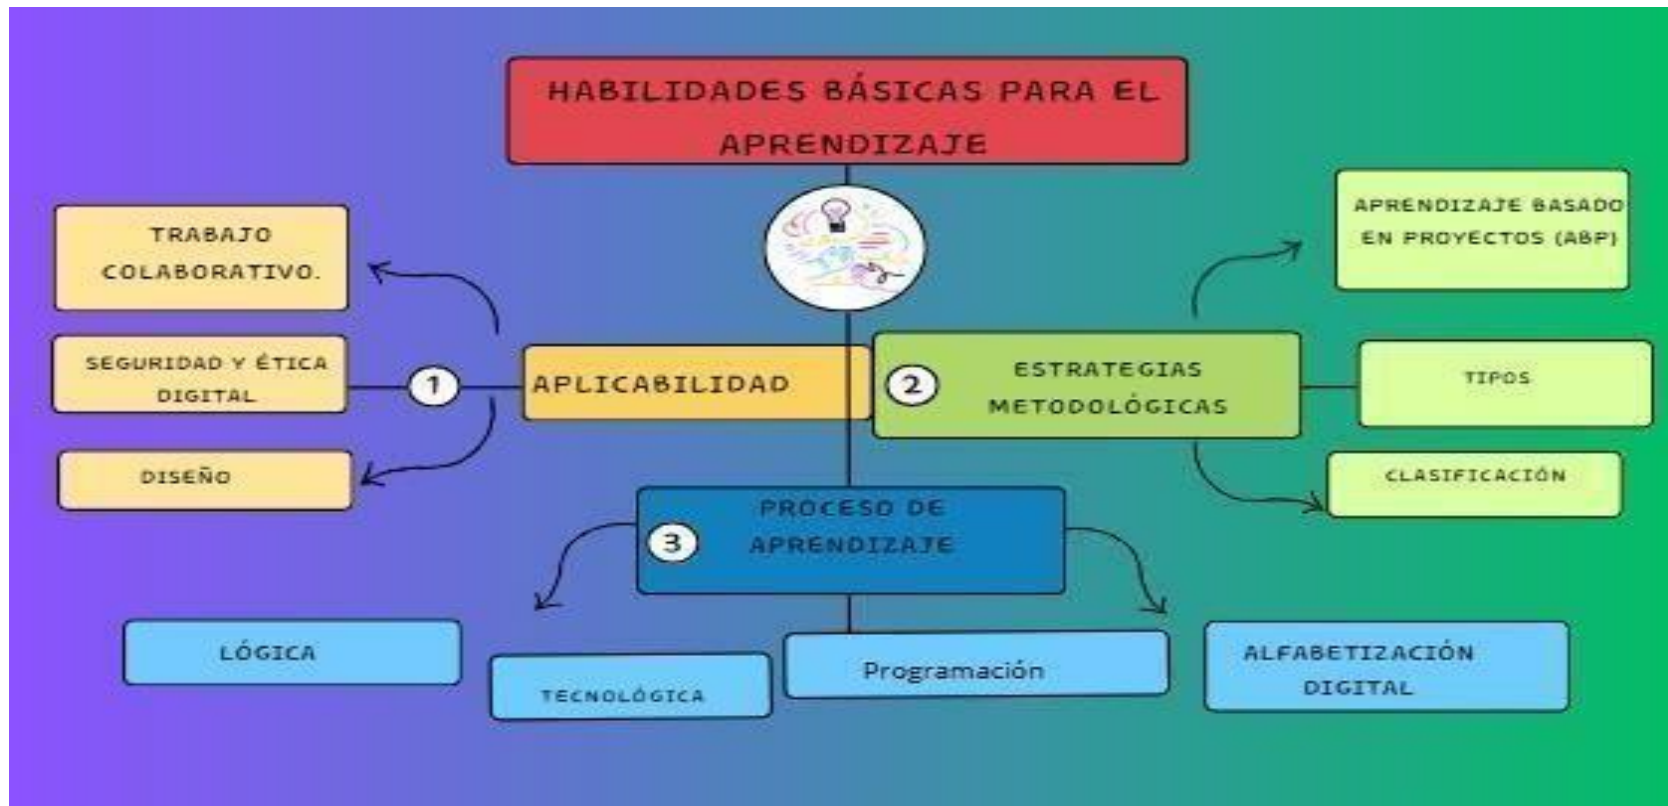 HABILIDADES BÁSICAS PARA EL
APRENDIZAJE
TRABAJO
COLABORATIVO.
SEGURIDAD Y ÉTICA
DIGITAL
DISEÑO
1
APLICABILIDAD
2
ESTRATEGIAS
METODOLÓGICAS
APRENDIZAJE BASADO
EN PROYECTOS (ABP)
TIPOS
CLASIFICACIÓN
3
PROCESO DE
APRENDIZAJE
LÓGICA
TECNOLÓGICA
Programación
ALFABETIZACIÓN
DIGITAL